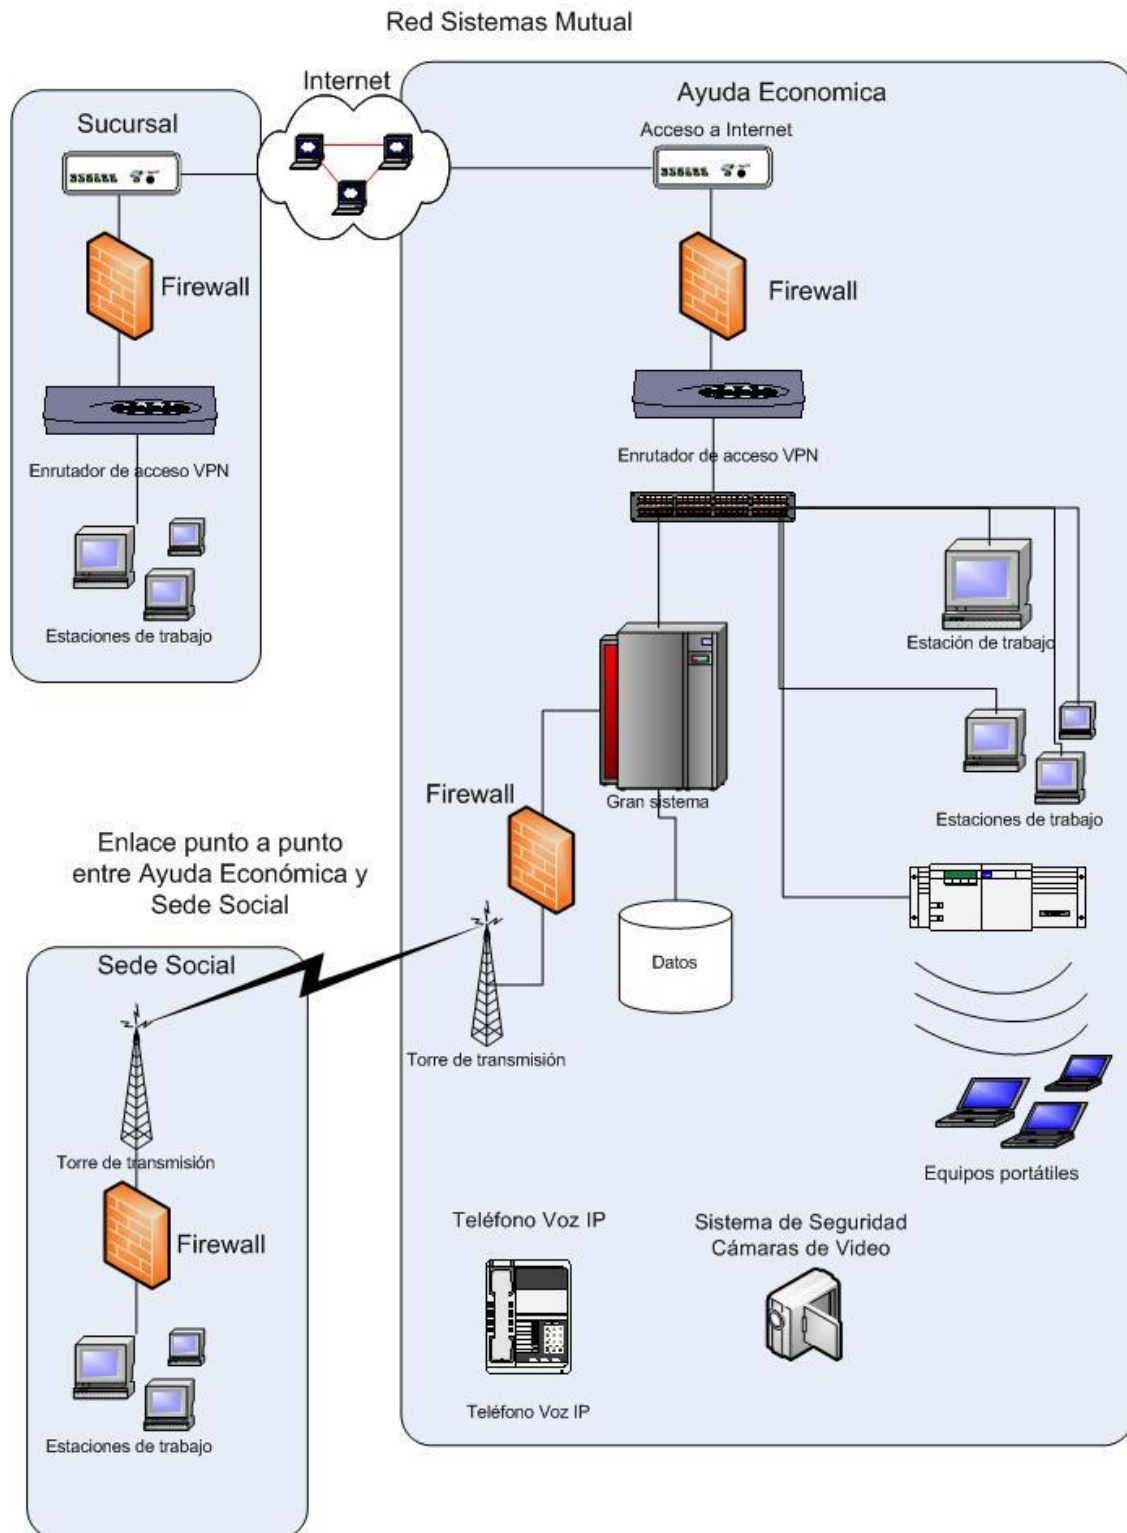 Red Sistemas Mutual
Internet
Sucursal
Firewall
Enrutador de acceso VPN
Estaciones de trabajo
Ayuda Economica
Acceso a Internet
Firewall
Enrutador de acceso VPN
Estación de trabajo
Estaciones de trabajo
Gran sistema
Firewall
Datos
Torre de transmisión
Equipos portátiles
Teléfono Voz IP
Teléfono Voz IP
Sistema de Seguridad
Cámaras de Video
Enlace punto a punto
entre Ayuda Económica y
Sede Social
Sede Social
Torre de transmisión
Firewall
Estaciones de trabajo